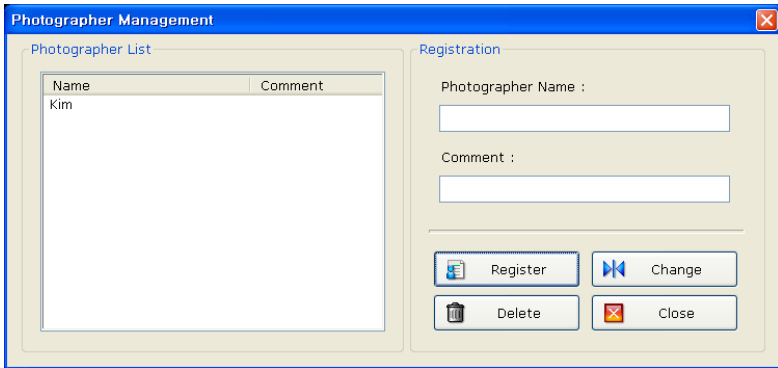 Photographer Management
Photographer List
Name Comment
Kim
Registration
Photographer Name :
Comment :
Register Change
Delete Close